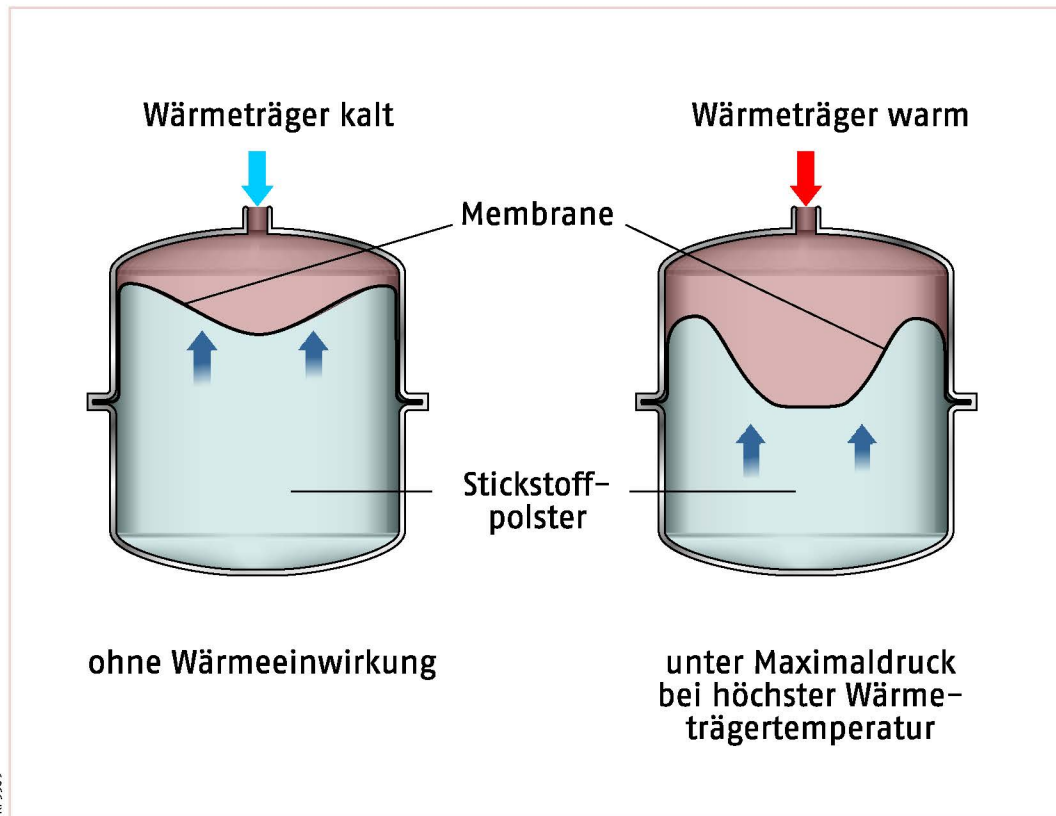 Wärmeträger kalt
Wärmeträger warm
Membrane
Stickstoff-
polster
ohne Wärmeeinwirkung
unter Maximaldruck
bei höchster Wärme-
trägertemperatur